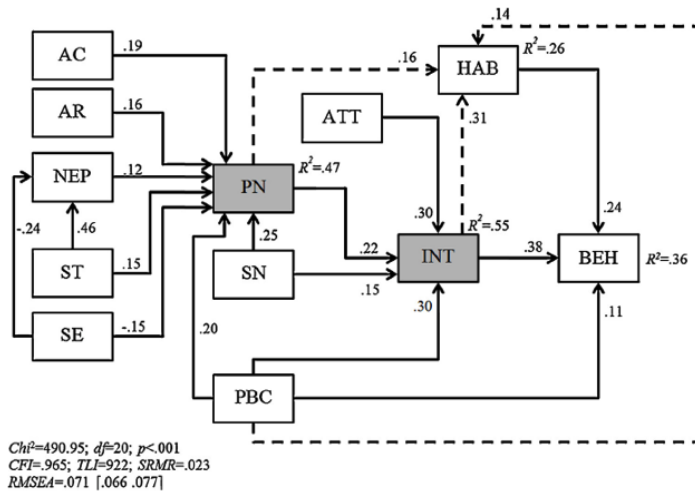 .14
AC
.19
R²=.26
HAB
.16
AR
.16
ATT
.31
NEP
.12
PN
R²=.47
-.24
.46
.30
R²=.55
.24
.25
.22
ST
.15
SN
INT
.38
BEH
R²=.36
.15
SE
-.15
.20
.30
.11
PBC
Chi²=490.95; df=20; p<.001
CFI=.965; TLI=922; SRMR=.023
RMSEA=.071 [.066 .077]